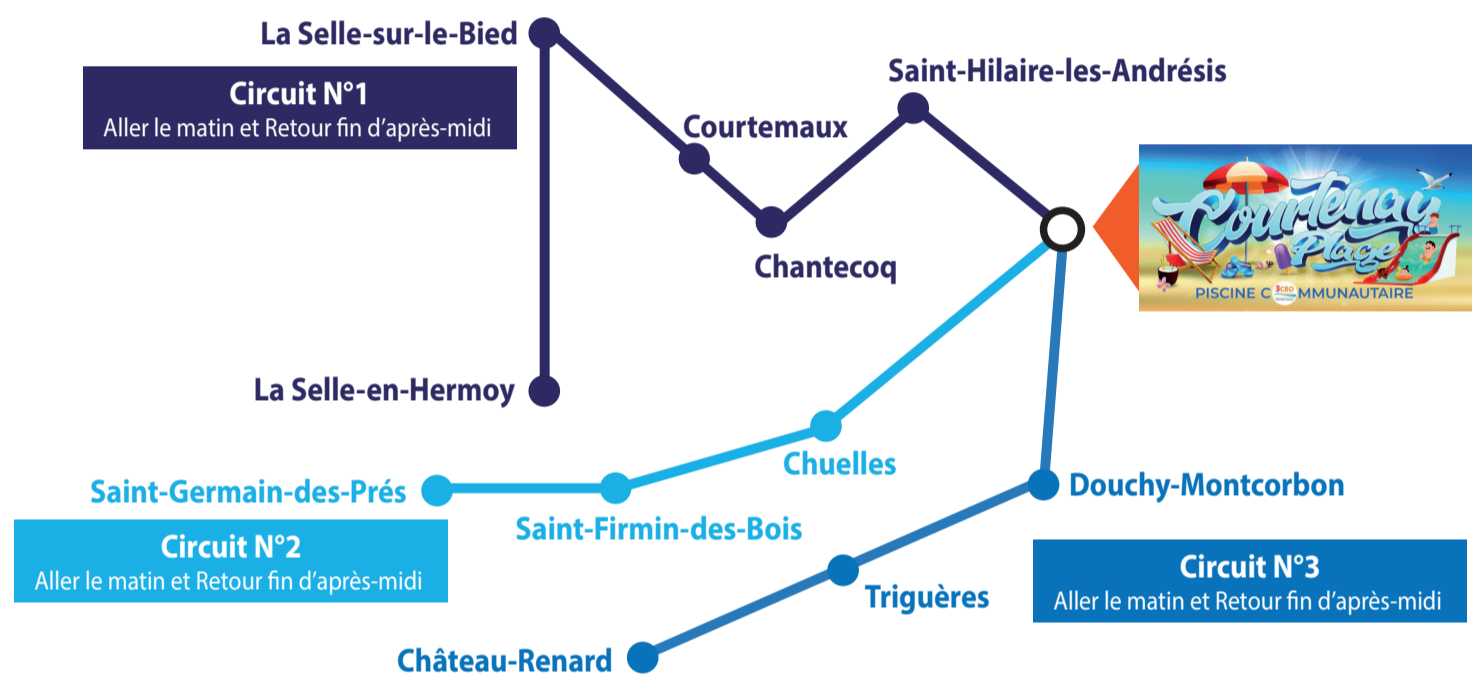 La Selle-sur-le-Bied
Circuit N°1
Aller le matin et Retour fin d'après-midi
Saint-Hilaire-les-Andrésis
Courtemaux
Chantecoq
Courtenay
Plage
PISCINE C 3CBO MMUNAUTAIRE
La Selle-en-Hermoy
Chuelles
Saint-Germain-des-Prés
Saint-Firmin-des-Bois
Circuit N°2
Aller le matin et Retour fin d'après-midi
Douchy-Montcorbon
Circuit N°3
Aller le matin et Retour fin d'après-midi
Triguères
Château-Renard